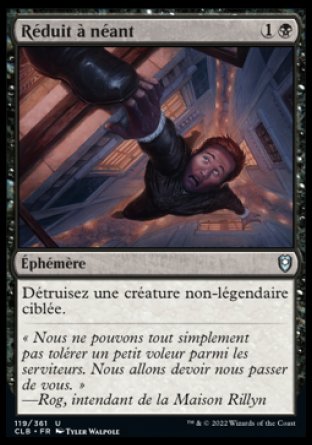 Réduit à néant 1
Éphémère
Détruisez une créature non-légendaire
ciblée.
« Nous ne pouvons tout simplement
pas tolérer un petit voleur parmi les
serviteurs. Nous allons devoir nous passer
de vous. »
—Rog, intendant de la Maison Rillyn
119/361 U
CLB • FR Tyler Walpole
™ & © 2022 Wizards of the Coast